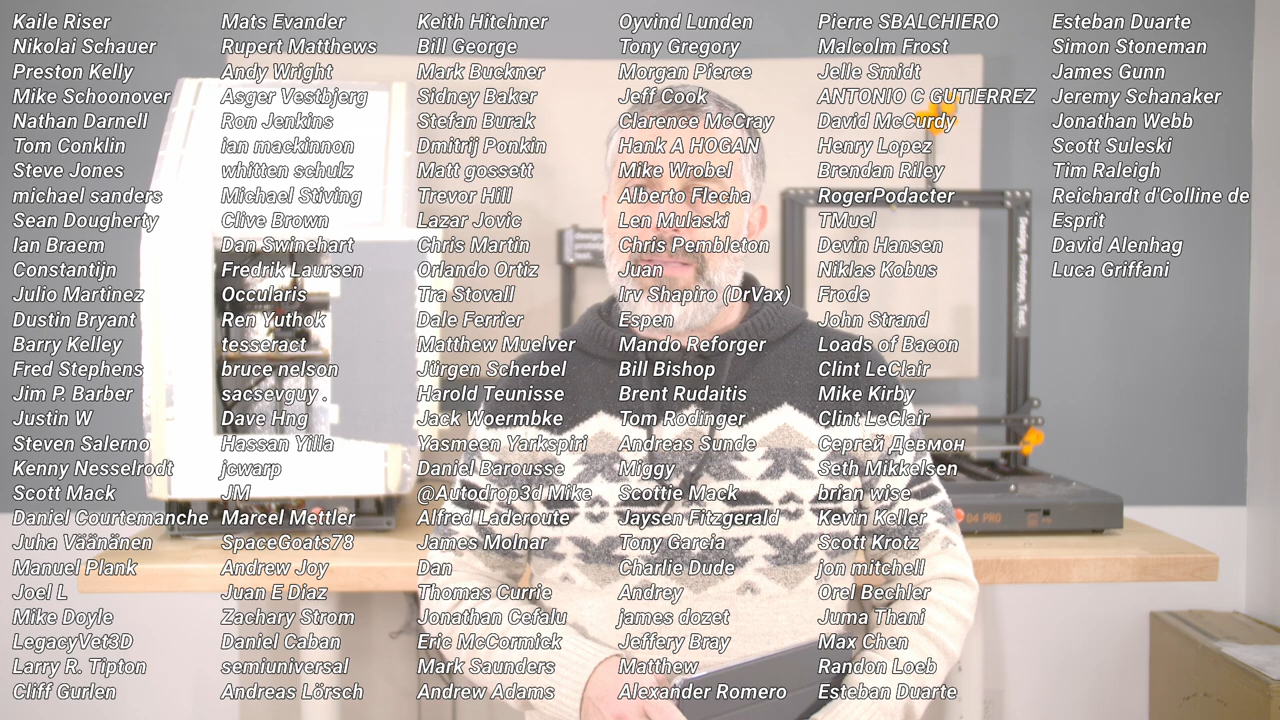 Kaile Riser
Nikolai Schauer
Preston Kelly
Mike Schoonover
Nathan Darnell
Tom Conklin
Steve Jones
michael sanders
Sean Dougherty
Ian Braem
Constantijn
Julio Martinez
Dustin Bryant
Barry Kelley
Fred Stephens
Jim P. Barber
Justin W
Steven Salerno
Kenny Nesselrodt
Scott Mack
Daniel Courtemanche
Juha Väänänen
Manuel Plank
Joel L
Mike Doyle
LegacyVet3D
Larry R. Tipton
Cliff Gurlen
Mats Evander
Rupert Matthews
Andy Wright
Asger Vestbjerg
Ron Jenkins
ian mackinnon
whitten schulz
Michael Stiving
Clive Brown
Dan Swinehart
Fredrik Laursen
Occularis
Ren Yuthok
tesseract
bruce nelson
sacsevguy .
Dave Hng
Hassan Yilla
jcwarp
JM
Marcel Mettler
SpaceGoats78
Andrew Joy
Juan E Diaz
Zachary Strom
Daniel Caban
semiuniversal
Andreas Lörsch
Keith Hitchner
Bill George
Mark Buckner
Sidney Baker
Stefan Burak
Dmitrij Ponkin
Matt gossett
Trevor Hill
Lazar Jovic
Chris Martin
Orlando Ortiz
Tra Stovall
Dale Ferrier
Matthew Muelver
Jürgen Scherbel
Harold Teunisse
Jack Woermbke
Yasmeen Yarkspiri
Daniel Barousse
@Autodrop3d Mike
Alfred Laderoute
James Molnar
Dan
Thomas Currie
Jonathan Cefalu
Eric McCormick
Mark Saunders
Andrew Adams
Oyvind Lunden
Tony Gregory
Morgan Pierce
Jeff Cook
Clarence McCray
Hank A HOGAN
Mike Wrobel
Alberto Flecha
Len Mulaski
Chris Pembleton
Juan
Irv Shapiro (DrVax)
Espen
Mando Reforger
Bill Bishop
Brent Rudaitis
Tom Rodinger
Andreas Sunde
Miggy
Scottie Mack
Jaysen Fitzgerald
Tony Garcia
Charlie Dude
Andrey
james dozet
Jeffery Bray
Matthew
Alexander Romero
Pierre SBALCHIERO
Malcolm Frost
Jelle Smidt
ANTONIO C GUTIERREZ
David McCurdy
Henry Lopez
Brendan Riley
RogerPodacter
TMuel
Devin Hansen
Niklas Kobus
Frode
John Strand
Loads of Bacon
Clint LeClair
Mike Kirby
Clint LeClair
Сергей Девмон
Seth Mikkelsen
brian wise
Kevin Keller
Scott Krotz
jon mitchell
Orel Bechler
Juma Thani
Max Chen
Randon Loeb
Esteban Duarte
Esteban Duarte
Simon Stoneman
James Gunn
Jeremy Schanaker
Jonathan Webb
Scott Suleski
Tim Raleigh
Reichardt d'Colline de
Esprit
David Alenhag
Luca Griffani
Design, Prototype, Test.
D4 PRO